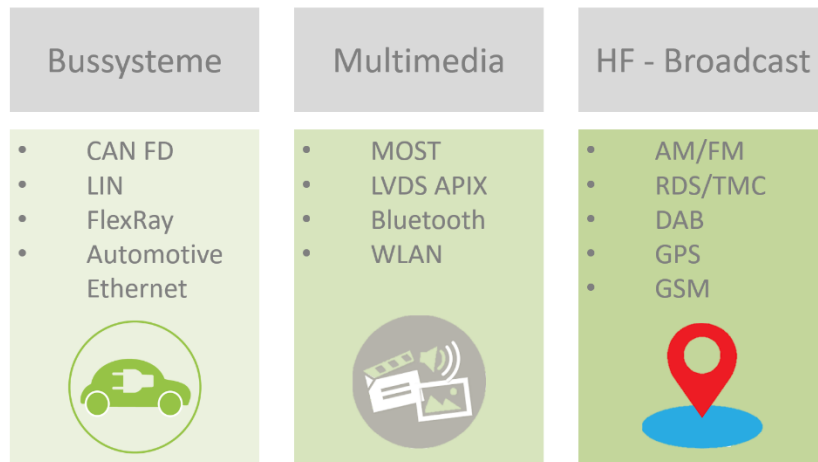 Bussysteme
• CAN FD
• LIN
• FlexRay
• Automotive
Ethernet
Multimedia
• MOST
• LVDS APIX
• Bluetooth
• WLAN
HF - Broadcast
• AM/FM
• RDS/TMC
• DAB
• GPS
• GSM